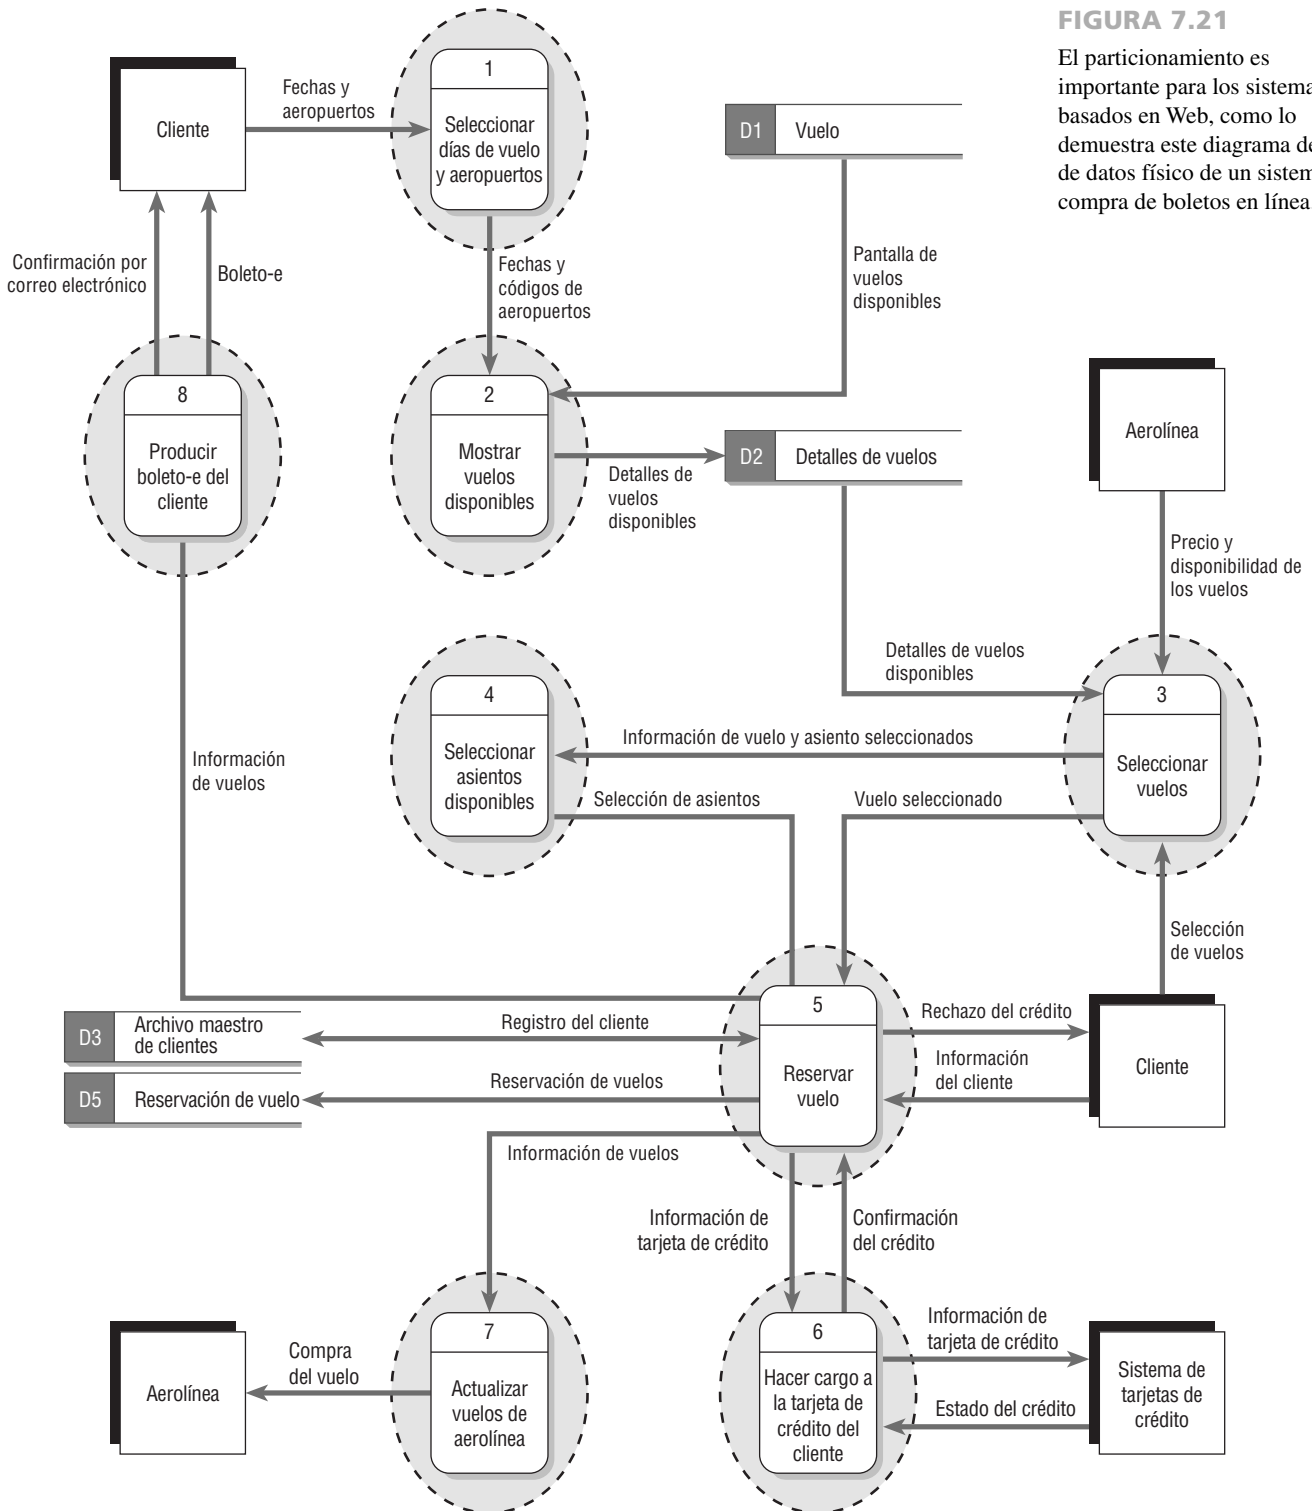 FIGURA 7.21
El particionamiento es
importante para los sistema
basados en Web, como lo
demuestra este diagrama de
de datos físico de un sistem
compra de boletos en línea
Cliente
Fechas y
aeropuertos
1
Seleccionar
días de vuelo
y aeropuertos
D1
Vuelo
Confirmación por
correo electrónico
Boleto-e
Fechas y
códigos de
aeropuertos
Pantalla de
vuelos
disponibles
8
Producir
boleto-e del
cliente
2
Mostrar
vuelos
disponibles
Detalles de
vuelos
disponibles
D2
Detalles de vuelos
Aerolínea
Precio y
disponibilidad de
los vuelos
Detalles de vuelos
disponibles
4
Seleccionar
asientos
disponibles
Información de vuelo y asiento seleccionados
3
Seleccionar
vuelos
Información
de vuelos
Selección de asientos
Vuelo seleccionado
Selección
de vuelos
D3
Archivo maestro
de clientes
Registro del cliente
5
Reservar
vuelo
Rechazo del crédito
Información
del cliente
Cliente
D5
Reservación de vuelo
Reservación de vuelos
Información de vuelos
Información de
tarjeta de crédito
Confirmación
del crédito
Aerolínea
Compra
del vuelo
7
Actualizar
vuelos de
aerolínea
6
Hacer cargo a
la tarjeta de
crédito del
cliente
Información de
tarjeta de crédito
Estado del crédito
Sistema de
tarjetas de
crédito